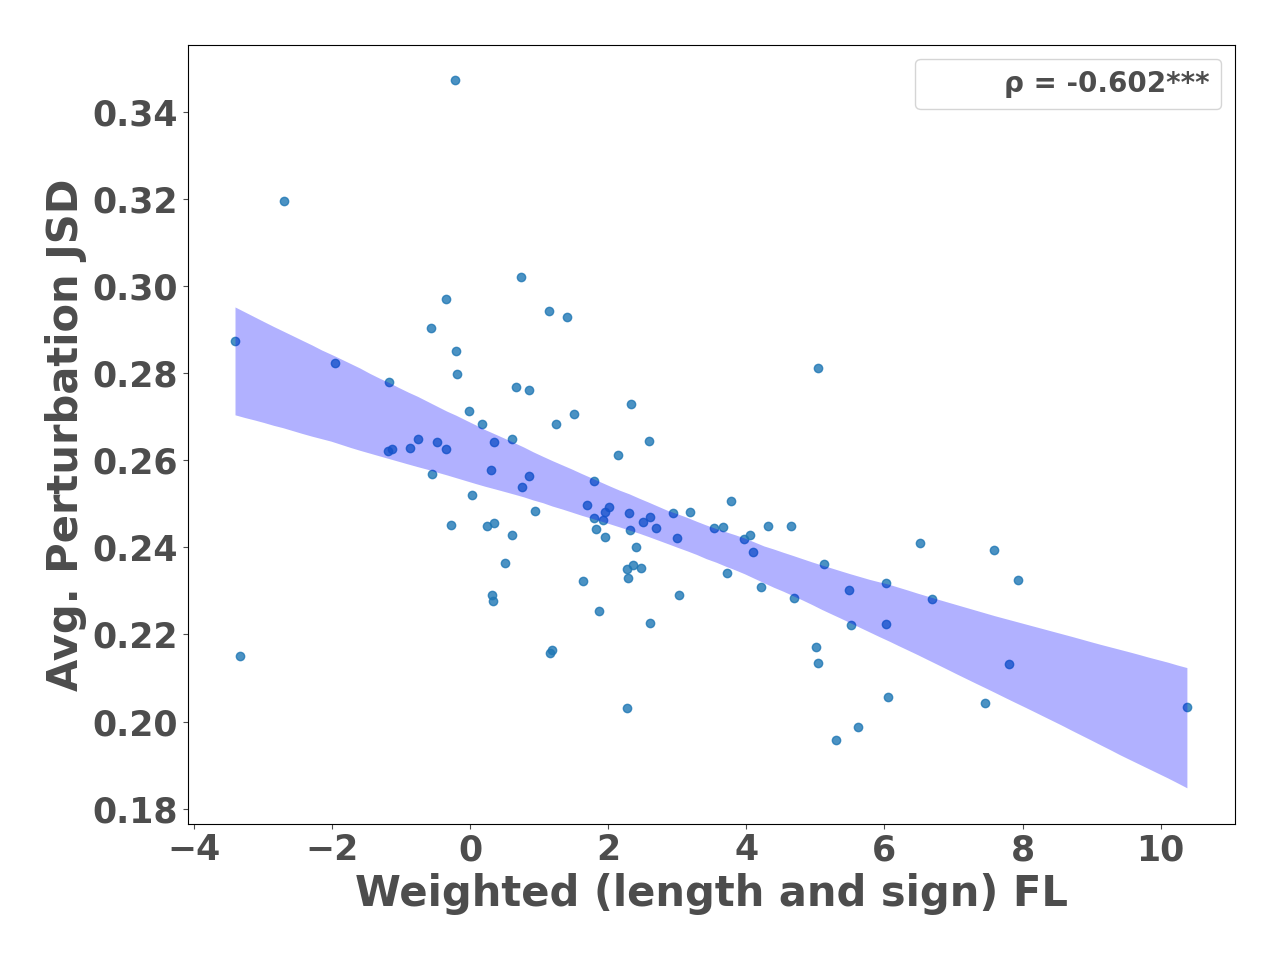 ρ = -0.602***
Avg. Perturbation JSD
0.34
0.32
0.30
0.28
0.26
0.24
0.22
0.20
0.18
−4 −2 0 2 4 6 8 10
Weighted (length and sign) FL